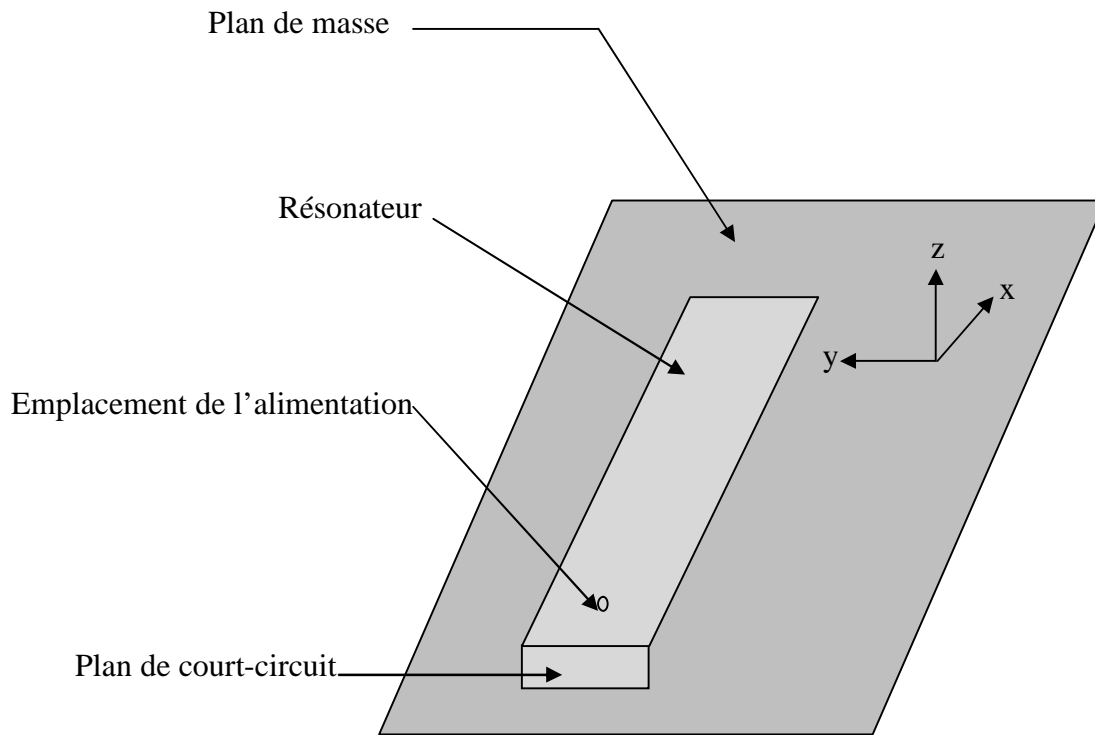 Plan de masse
Résonateur
z
x
y
Emplacement de l’alimentation
Plan de court-circuit